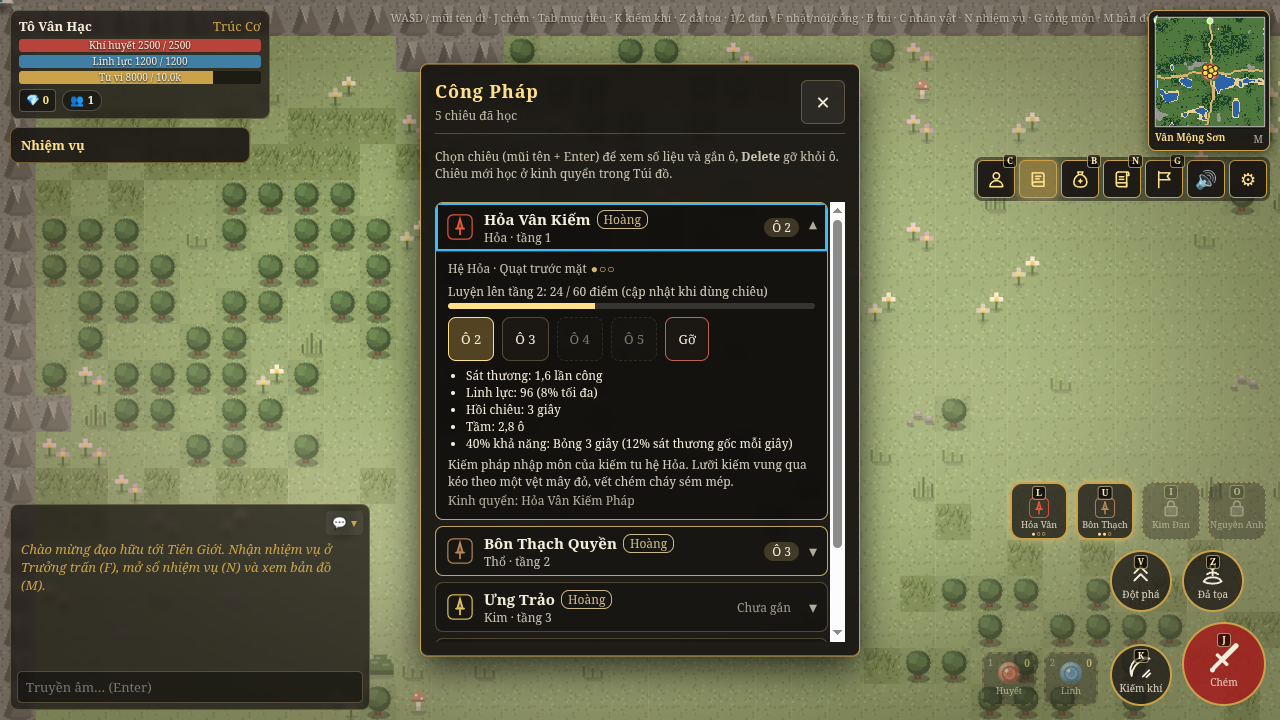 Tô Vân Hạc
Trúc Cơ
Khí huyết 2500 / 2500
Linh lực 1200 / 1200
Tu vi 8000 / 10.0k
💎 0
👥 1
Nhiệm vụ
WASD / mũi tên đi · J chém · Tab mục tiêu · K kiếm khí · Z đả tọa · 1/2 đan · F nhặt/nói/cổng · B túi · C nhân vật · N nhiệm vụ · G tông môn · M bản đ
Vân Mộng Sơn
M
C
B
N
G
Công Pháp
5 chiêu đã học
✕
Chọn chiêu (mũi tên + Enter) để xem số liệu và gắn ô, Delete gỡ khỏi ô.
Chiêu mới học ở kinh quyển trong Túi đồ.
Hỏa Vân Kiếm
Hoàng
Hỏa · tầng 1
Ô 2
▲
Hệ Hỏa · Quạt trước mặt ●○○
Luyện lên tầng 2: 24 / 60 điểm (cập nhật khi dùng chiêu)
Ô 2
Ô 3
Ô 4
Ô 5
Gỡ
• Sát thương: 1,6 lần công
• Linh lực: 96 (8% tối đa)
• Hồi chiêu: 3 giây
• Tầm: 2,8 ô
• 40% khả năng: Bỏng 3 giây (12% sát thương gốc mỗi giây)
Kiếm pháp nhập môn của kiếm tu hệ Hỏa. Lưỡi kiếm vung qua
kéo theo một vệt mây đỏ, vết chém cháy sém mép.
Kinh quyển: Hỏa Vân Kiếm Pháp
Bôn Thạch Quyền
Hoàng
Thổ · tầng 2
Ô 3
▼
Ưng Trảo
Hoàng
Kim · tầng 3
Chưa gắn
▼
💬 ▾
Chào mừng đạo hữu tới Tiên Giới. Nhận nhiệm vụ ở
Trưởng trấn (F), mở sổ nhiệm vụ (N) và xem bản đồ
(M).
Truyền âm... (Enter)
L
Hỏa Vân
●○○
U
Bôn Thạch
●●○
I
Kim Đan
O
Nguyên Anh
V
Đột phá
Z
Đả tọa
1
0
Huyết
2
0
Linh
K
Kiếm khí
J
Chém